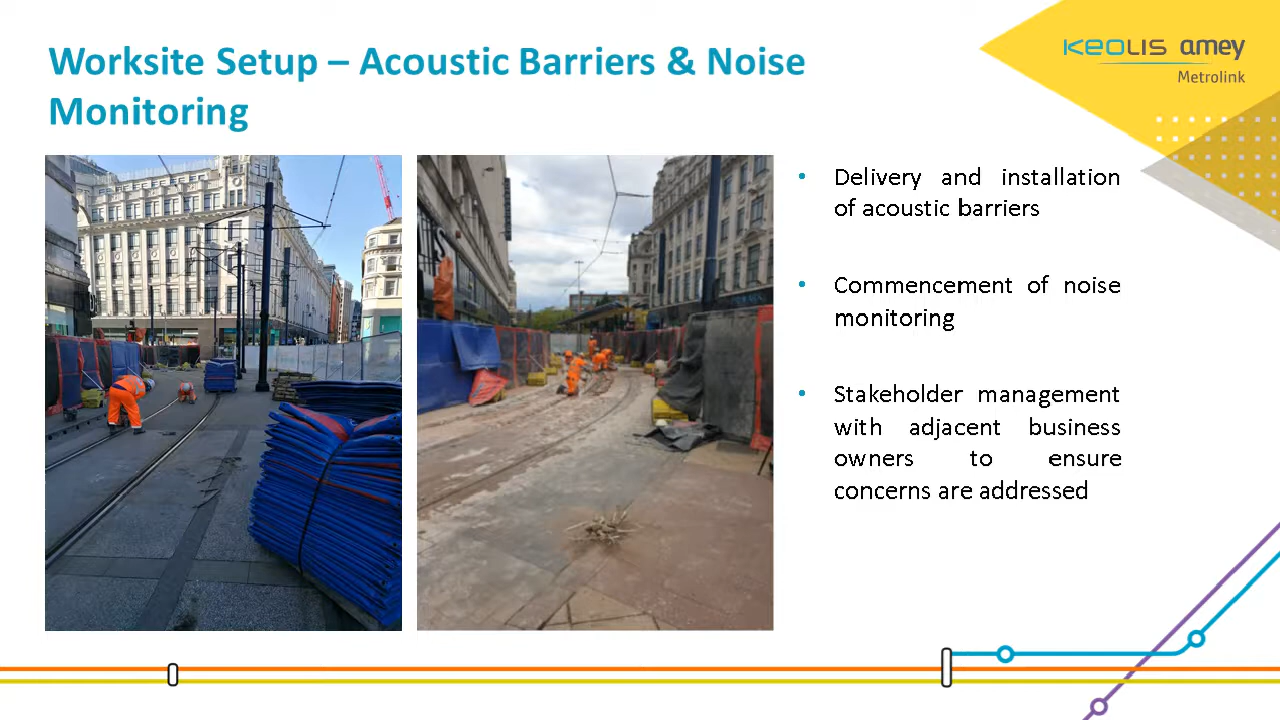 Worksite Setup – Acoustic Barriers & Noise
Monitoring
KEOLIS amey
Metrolink
• Delivery and installation
of acoustic barriers
• Commencement of noise
monitoring
• Stakeholder management
with adjacent business
owners to ensure
concerns are addressed